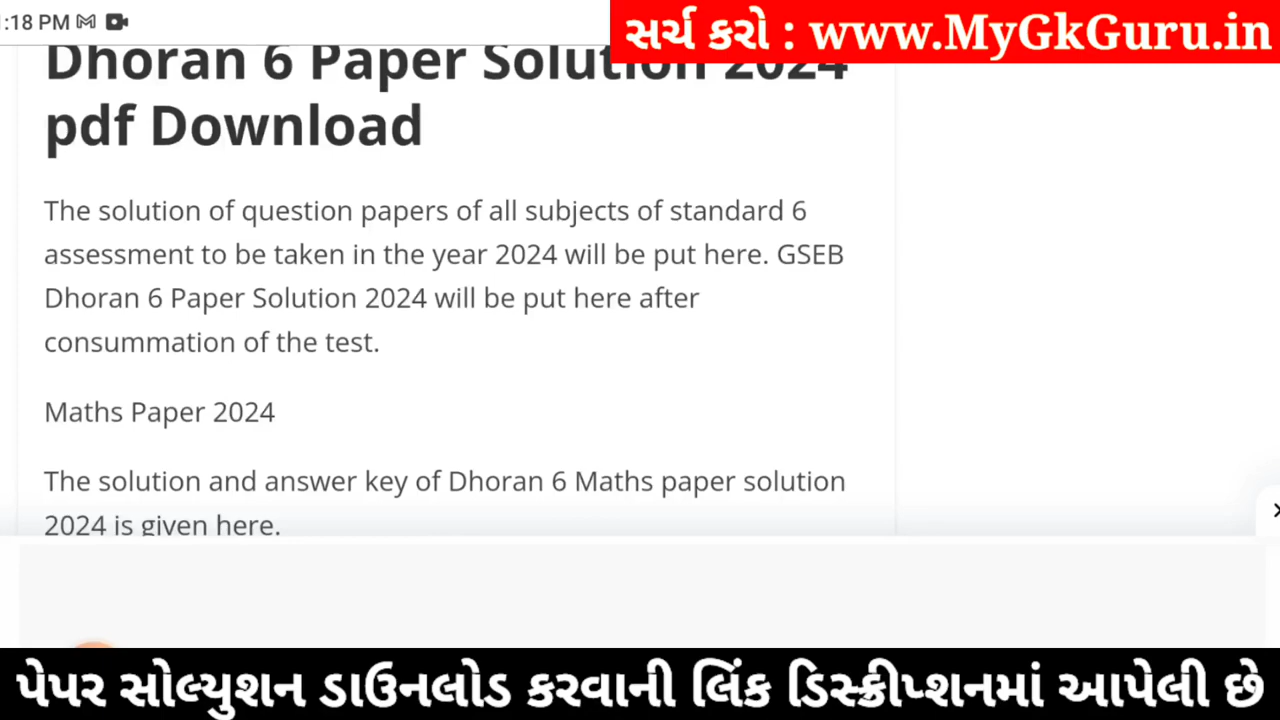 :18 PM
સર્ચ કરો : www.MyGkGuru.in
Dhoran 6 Paper Solution 2024
pdf Download
The solution of question papers of all subjects of standard 6
assessment to be taken in the year 2024 will be put here. GSEB
Dhoran 6 Paper Solution 2024 will be put here after
consummation of the test.
Maths Paper 2024
The solution and answer key of Dhoran 6 Maths paper solution
2024 is given here.
પેપર સોલ્યુશન ડાઉનલોડ કરવાની લિંક ડિસ્ક્રીપ્શનમાં આપેલી છે